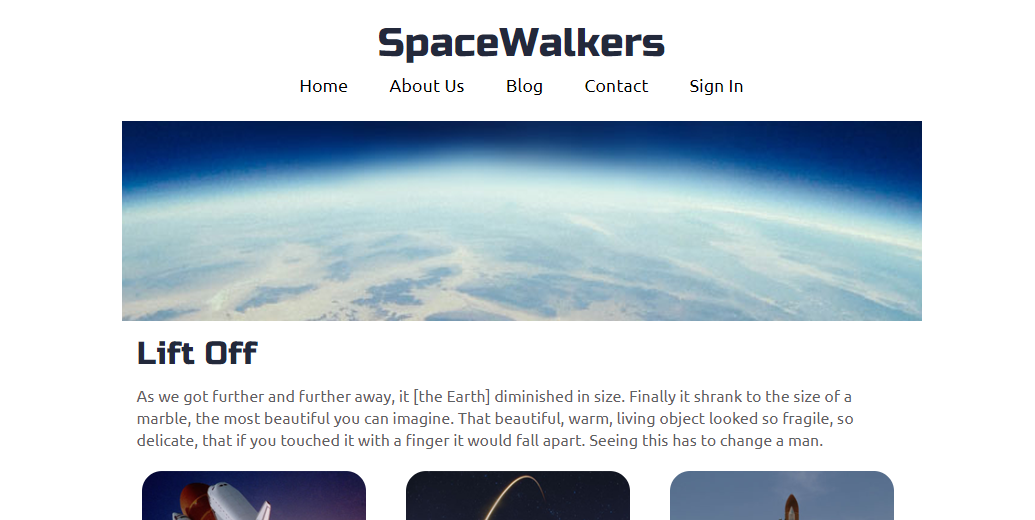 SpaceWalkers
Home About Us Blog Contact Sign In
Lift Off
As we got further and further away, it [the Earth] diminished in size. Finally it shrank to the size of a
marble, the most beautiful you can imagine. That beautiful, warm, living object looked so fragile, so
delicate, that if you touched it with a finger it would fall apart. Seeing this has to change a man.